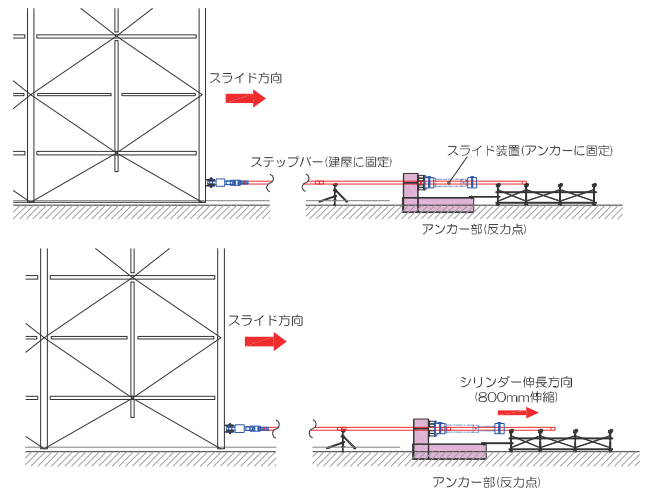 スライド方向
ステップバー(建屋に固定)
スライド装置(アンカーに固定)
アンカー部(反力点)
スライド方向
シリンダー伸長方向
(800mm伸縮)
アンカー部(反力点)